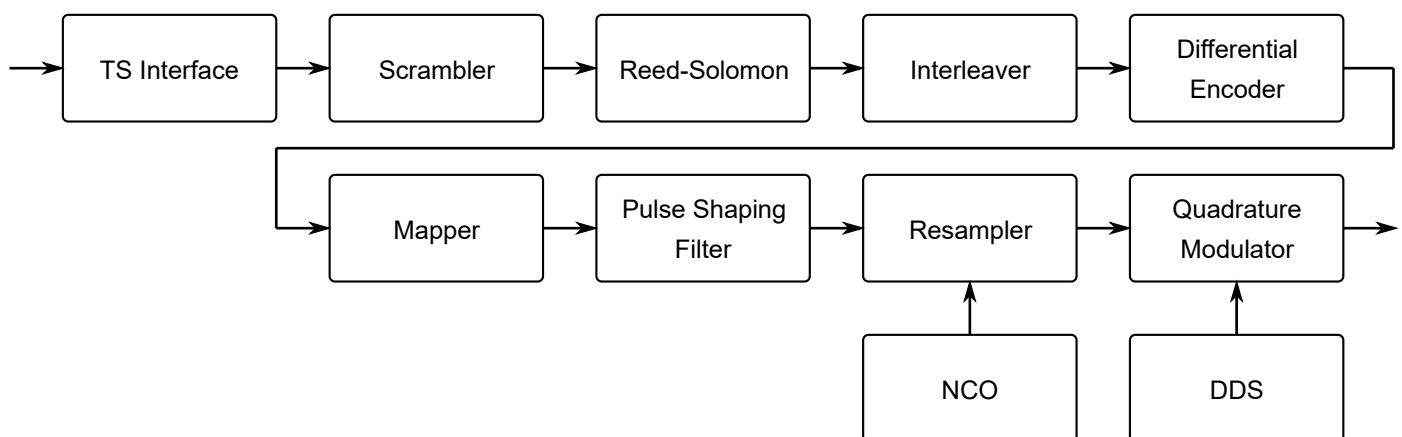 TS Interface
Scrambler
Reed-Solomon
Interleaver
Differential
Encoder
Mapper
Pulse Shaping
Filter
Resampler
Quadrature
Modulator
NCO
DDS